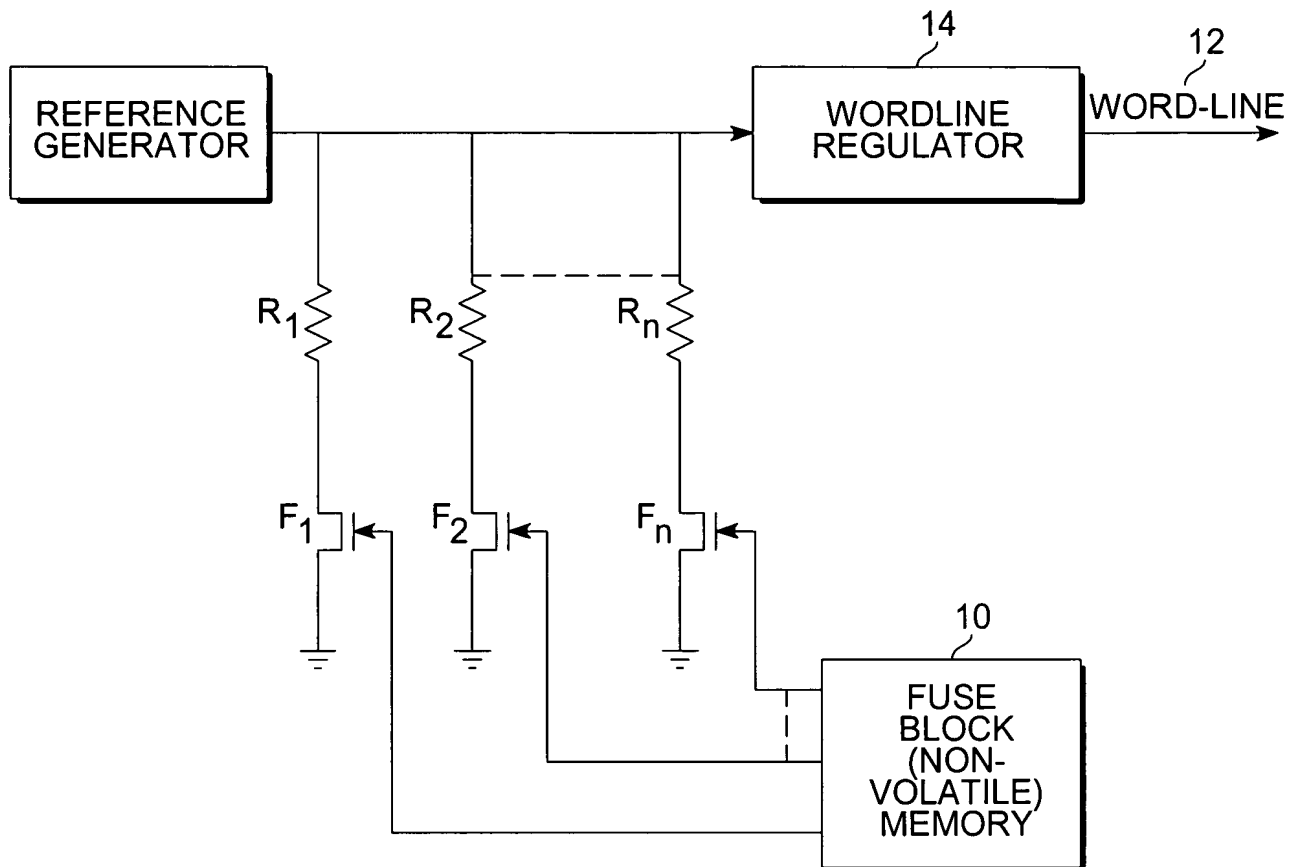 14
12
REFERENCE
GENERATOR
WORDLINE
REGULATOR
WORD-LINE
R1
R2
Rn
F1
F2
Fn
10
FUSE
BLOCK
(NON-
VOLATILE)
MEMORY